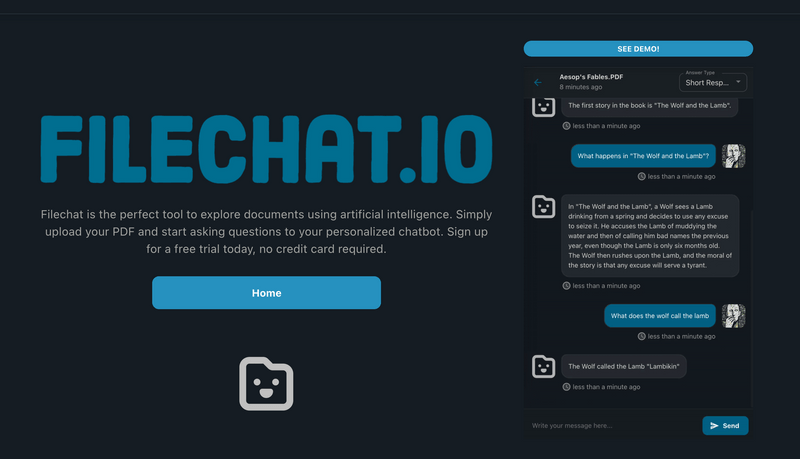 FILECHAT.IO
Filechat is the perfect tool to explore documents using artificial intelligence. Simply
upload your PDF and start asking questions to your personalized chatbot. Sign up
for a free trial today, no credit card required.
Home
SEE DEMO!
Aesop's Fables.PDF
8 minutes ago
Answer Type
Short Resp...
The first story in the book is "The Wolf and the Lamb".
less than a minute ago
What happens in "The Wolf and the Lamb"?
less than a minute ago
In "The Wolf and the Lamb", a Wolf sees a Lamb
drinking from a spring and decides to use any excuse
to seize it. He accuses the Lamb of muddying the
water and then of calling him bad names the previous
year, even though the Lamb is only six months old.
The Wolf then rushes upon the Lamb, and the moral of
the story is that any excuse will serve a tyrant.
less than a minute ago
What does the wolf call the lamb
less than a minute ago
The Wolf called the Lamb "Lambikin"
less than a minute ago
Write your message here...
Send